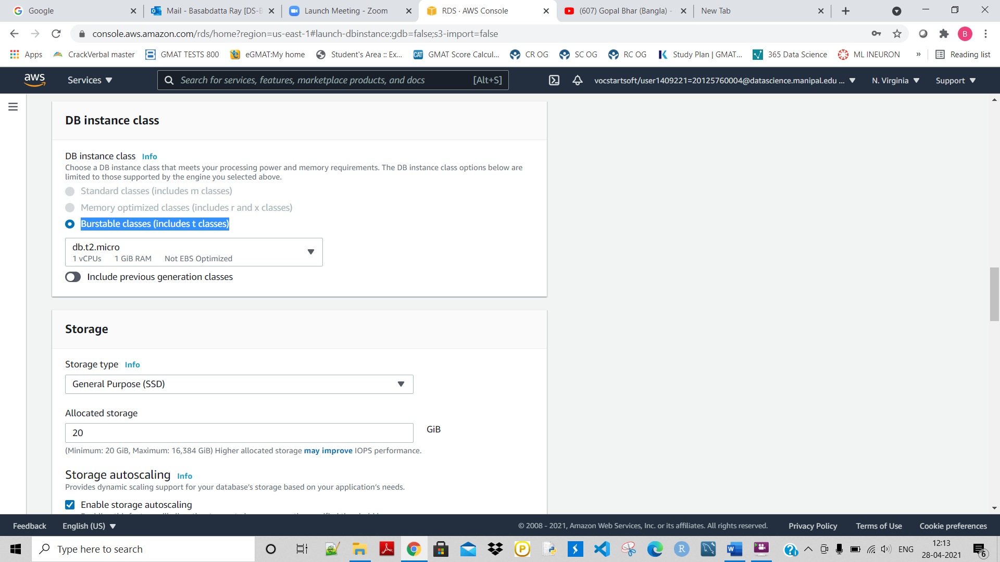 Google
Mail - Basabdatta Ray [DS-B
Launch Meeting - Zoom
RDS · AWS Console
(607) Gopal Bhar (Bangla) -
New Tab
console.aws.amazon.com/rds/home?region=us-east-1#launch-dbinstance:gdb=false;s3-import=false
B
Apps
CrackVerbal master
GMAT TESTS 800
eGMAT:My home
Student's Area :: Ex...
CAT
GMAT Score Calcul...
CR OG
SC OG
RC OG
Study Plan | GMAT...
365 Data Science
ML INEURON
»
Reading list
aws
Services
Search for services, features, marketplace products, and docs
[Alt+S]
vocstartsoft/user1409221=20125760004@datascience.manipal.edu ...
N. Virginia
Support
DB instance class
DB instance class Info
Choose a DB instance class that meets your processing power and memory requirements. The DB instance class options below are
limited to those supported by the engine you selected above.
Standard classes (includes m classes)
Memory optimized classes (includes r and x classes)
Burstable classes (includes t classes)
db.t2.micro
1 vCPUs 1 GiB RAM Not EBS Optimized
Include previous generation classes
Storage
Storage type Info
General Purpose (SSD)
Allocated storage
20
GiB
(Minimum: 20 GiB, Maximum: 16,384 GiB) Higher allocated storage may improve IOPS performance.
Storage autoscaling Info
Provides dynamic scaling support for your database's storage based on your application's needs.
Enable storage autoscaling
Feedback
English (US)
© 2008 - 2021, Amazon Web Services, Inc. or its affiliates. All rights reserved.
Privacy Policy
Terms of Use
Cookie preferences
Type here to search
ENG
12:13
28-04-2021
6